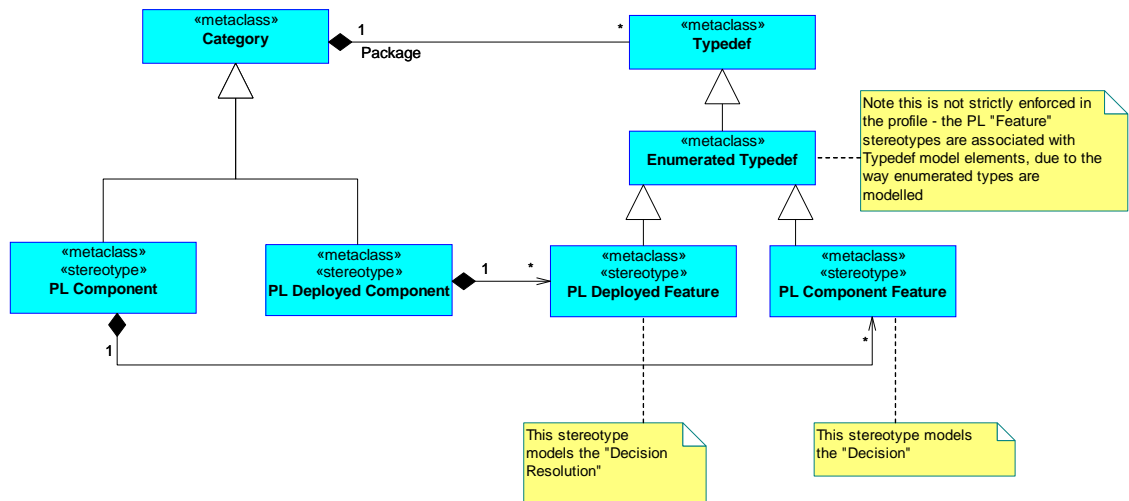 «metaclass»
Category
1
Package
*
«metaclass»
Typedef
Note this is not strictly enforced in
the profile - the PL "Feature"
stereotypes are associated with
Typedef model elements, due to the
way enumerated types are
modelled
«metaclass»
Enumerated Typedef
«metaclass»
«stereotype»
PL Component
«metaclass»
«stereotype»
PL Deployed Component
1
*
«metaclass»
«stereotype»
PL Deployed Feature
«metaclass»
«stereotype»
PL Component Feature
1
*
This stereotype
models the "Decision
Resolution"
This stereotype models
the "Decision"